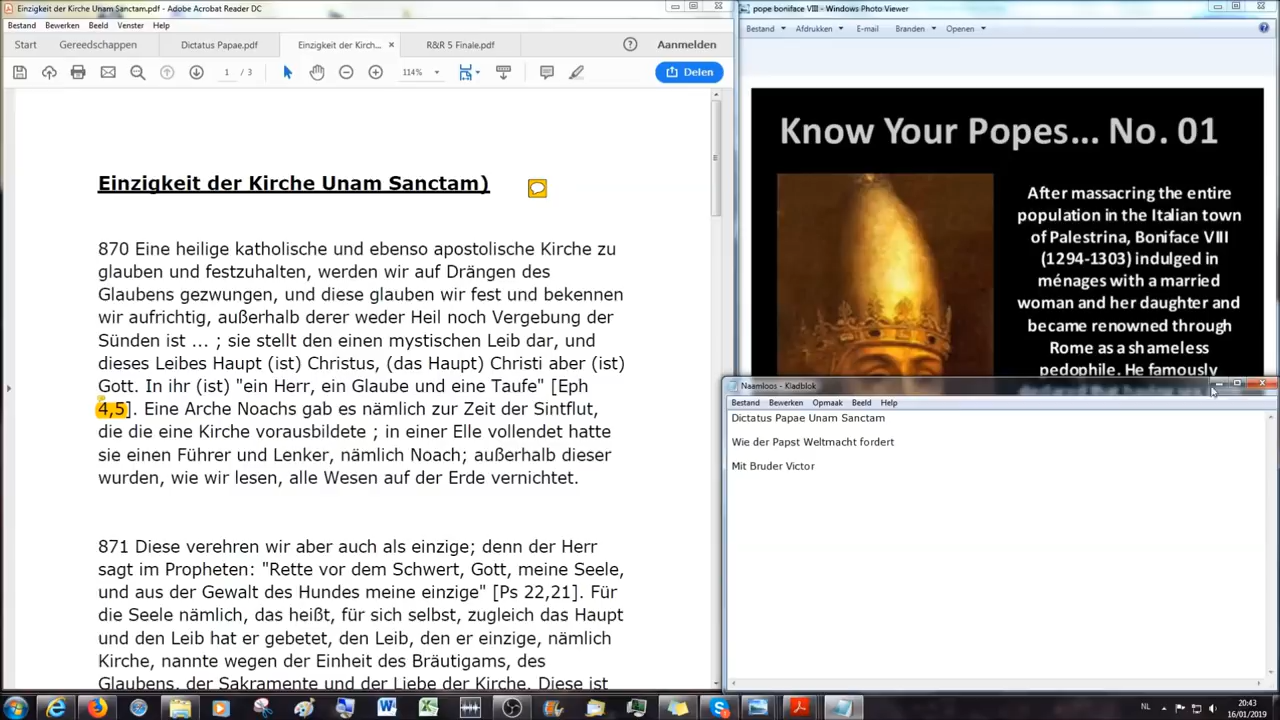 Einzigkeit der Kirche Unam Sanctam.pdf - Adobe Acrobat Reader DC
Bestand Bewerken Beeld Venster Help
Start Gereedschappen Dictatus Papae.pdf Einzigkeit der Kirch... × R&R 5 Finale.pdf Aanmelden
1 / 3 114% Delen
Einzigkeit der Kirche Unam Sanctam)
870 Eine heilige katholische und ebenso apostolische Kirche zu
glauben und festzuhalten, werden wir auf Drängen des
Glaubens gezwungen, und diese glauben wir fest und bekennen
wir aufrichtig, außerhalb derer weder Heil noch Vergebung der
Sünden ist ... ; sie stellt den einen mystischen Leib dar, und
dieses Leibes Haupt (ist) Christus, (das Haupt) Christi aber (ist)
Gott. In ihr (ist) "ein Herr, ein Glaube und eine Taufe" [Eph
4,5]. Eine Arche Noachs gab es nämlich zur Zeit der Sintflut,
die die eine Kirche vorausbildete ; in einer Elle vollendet hatte
sie einen Führer und Lenker, nämlich Noach; außerhalb dieser
wurden, wie wir lesen, alle Wesen auf der Erde vernichtet.
871 Diese verehren wir aber auch als einzige; denn der Herr
sagt im Propheten: "Rette vor dem Schwert, Gott, meine Seele,
und aus der Gewalt des Hundes meine einzige" [Ps 22,21]. Für
die Seele nämlich, das heißt, für sich selbst, zugleich das Haupt
und den Leib hat er gebetet, den Leib, den er einzige, nämlich
Kirche, nannte wegen der Einheit des Bräutigams, des
Glaubens, der Sakramente und der Liebe der Kirche. Diese ist
pope boniface VIII - Windows Photo Viewer
Bestand Afdrukken E-mail Branden Openen
Know Your Popes... No. 01
After massacring the entire
population in the Italian town
of Palestrina, Boniface VIII
(1294-1303) indulged in
ménages with a married
woman and her daughter and
became renowned through
Rome as a shameless
pedophile. He famously
Naamloos - Kladblok
Bestand Bewerken Opmaak Beeld Help
Dictatus Papae Unam Sanctam
Wie der Papst Weltmacht fordert
Mit Bruder Victor
NL
20:43
16/01/2019